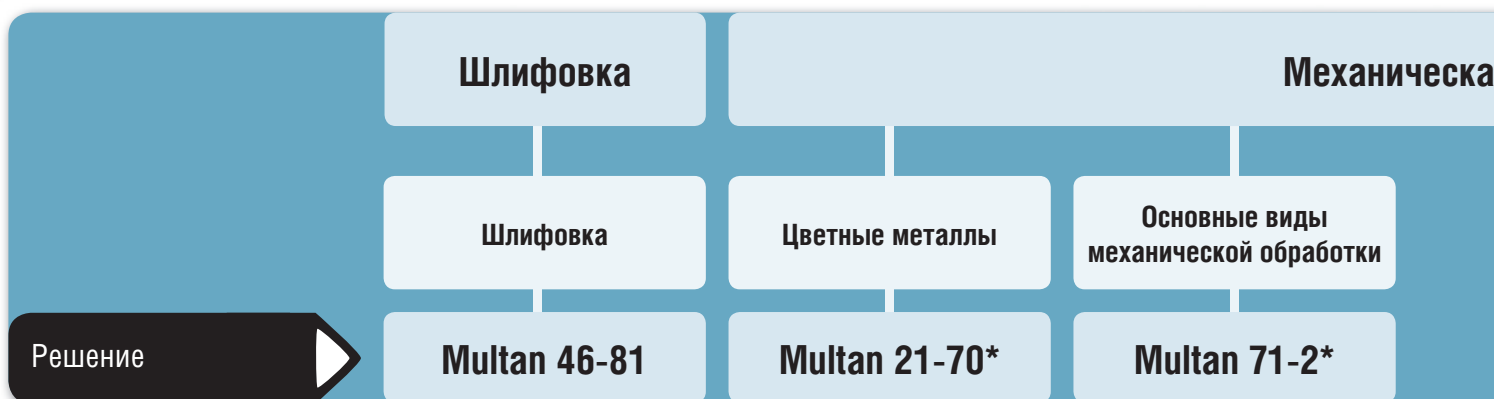 Шлифовка
Механическа
Шлифовка
Цветные металлы
Основные виды
механической обработки
Решение
Multan 46-81
Multan 21-70*
Multan 71-2*